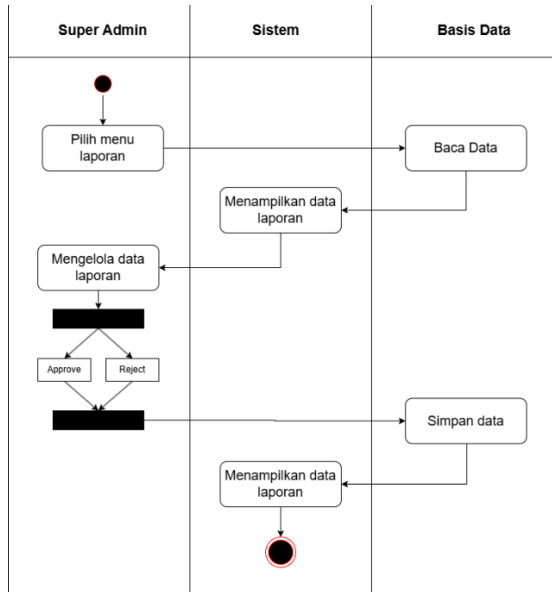 Super Admin
Sistem
Basis Data
Pilih menu
laporan
Baca Data
Menampilkan data
laporan
Mengelola data
laporan
Approve
Reject
Simpan data
Menampilkan data
laporan